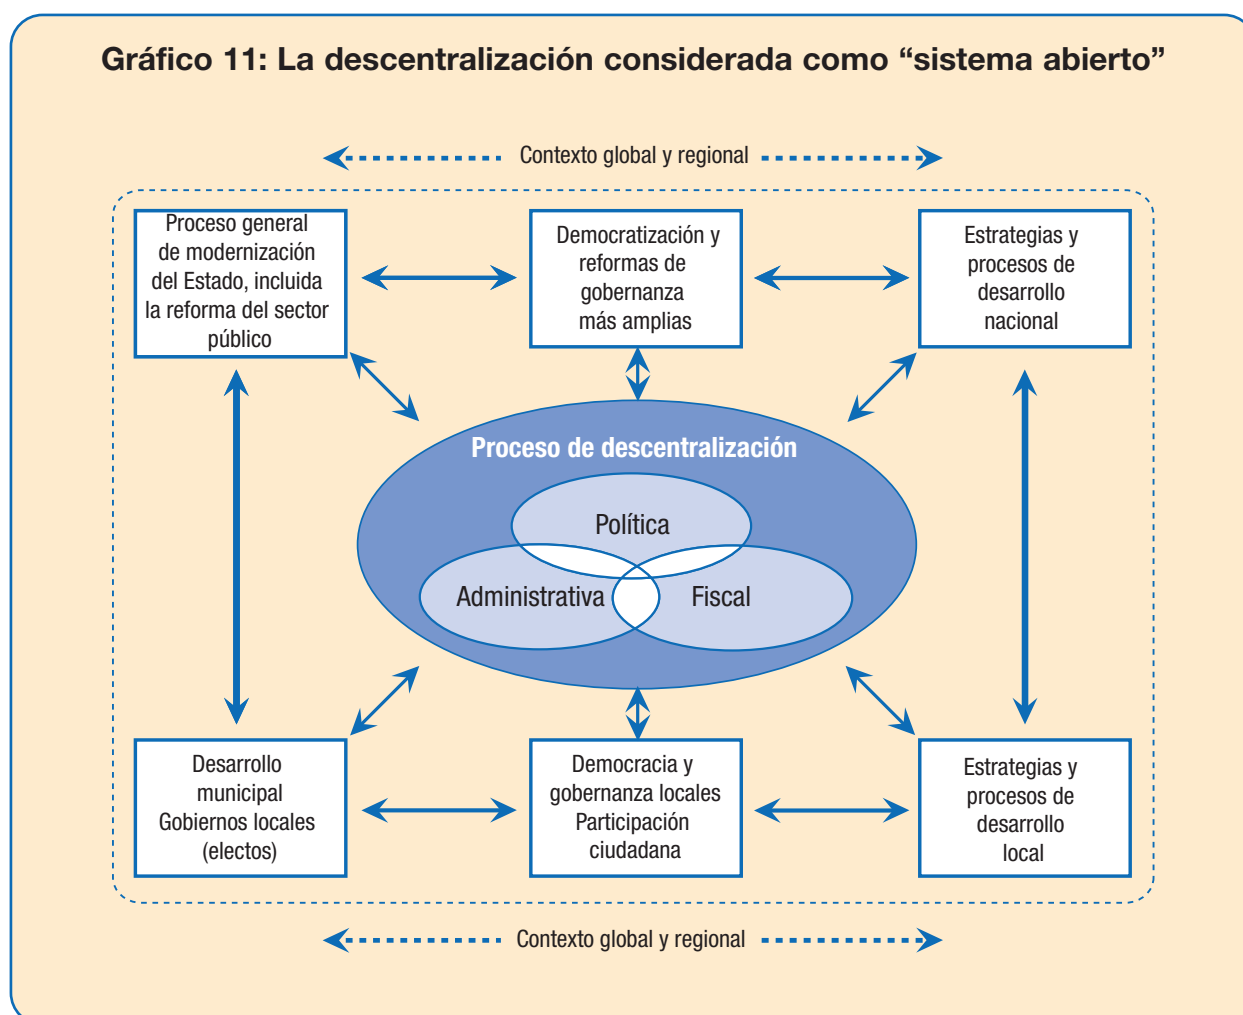 Gráfico 11: La descentralización considerada como “sistema abierto”
Contexto global y regional
Proceso general
de modernización
del Estado, incluida
la reforma del sector
público
Democratización y
reformas de
gobernanza
más amplias
Estrategias y
procesos de
desarrollo
nacional
Proceso de descentralización
Política
Administrativa
Fiscal
Desarrollo
municipal
Gobiernos locales
(electos)
Democracia y
gobernanza locales
Participación
ciudadana
Estrategias y
procesos de
desarrollo
local
Contexto global y regional